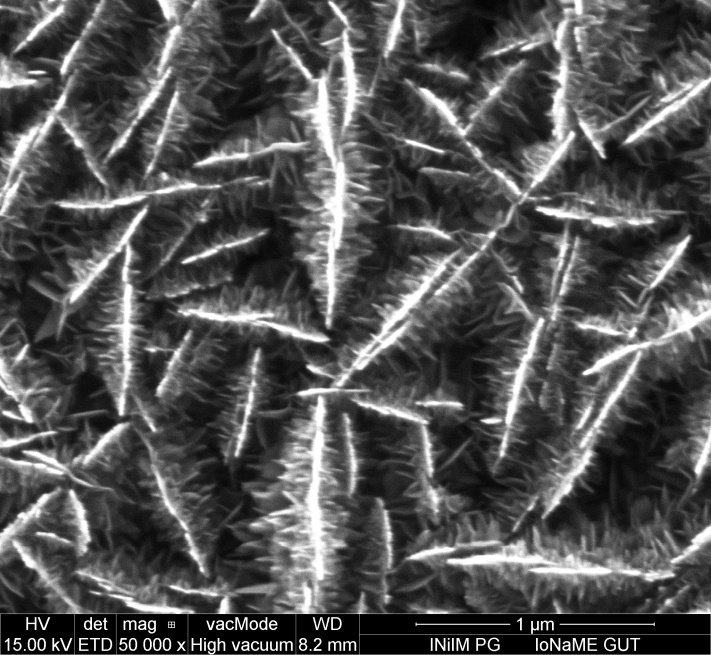 HV det mag ⊞ vacMode WD 1 µm
15.00 kV ETD 50 000 x High vacuum 8.2 mm INiIM PG IoNaME GUT